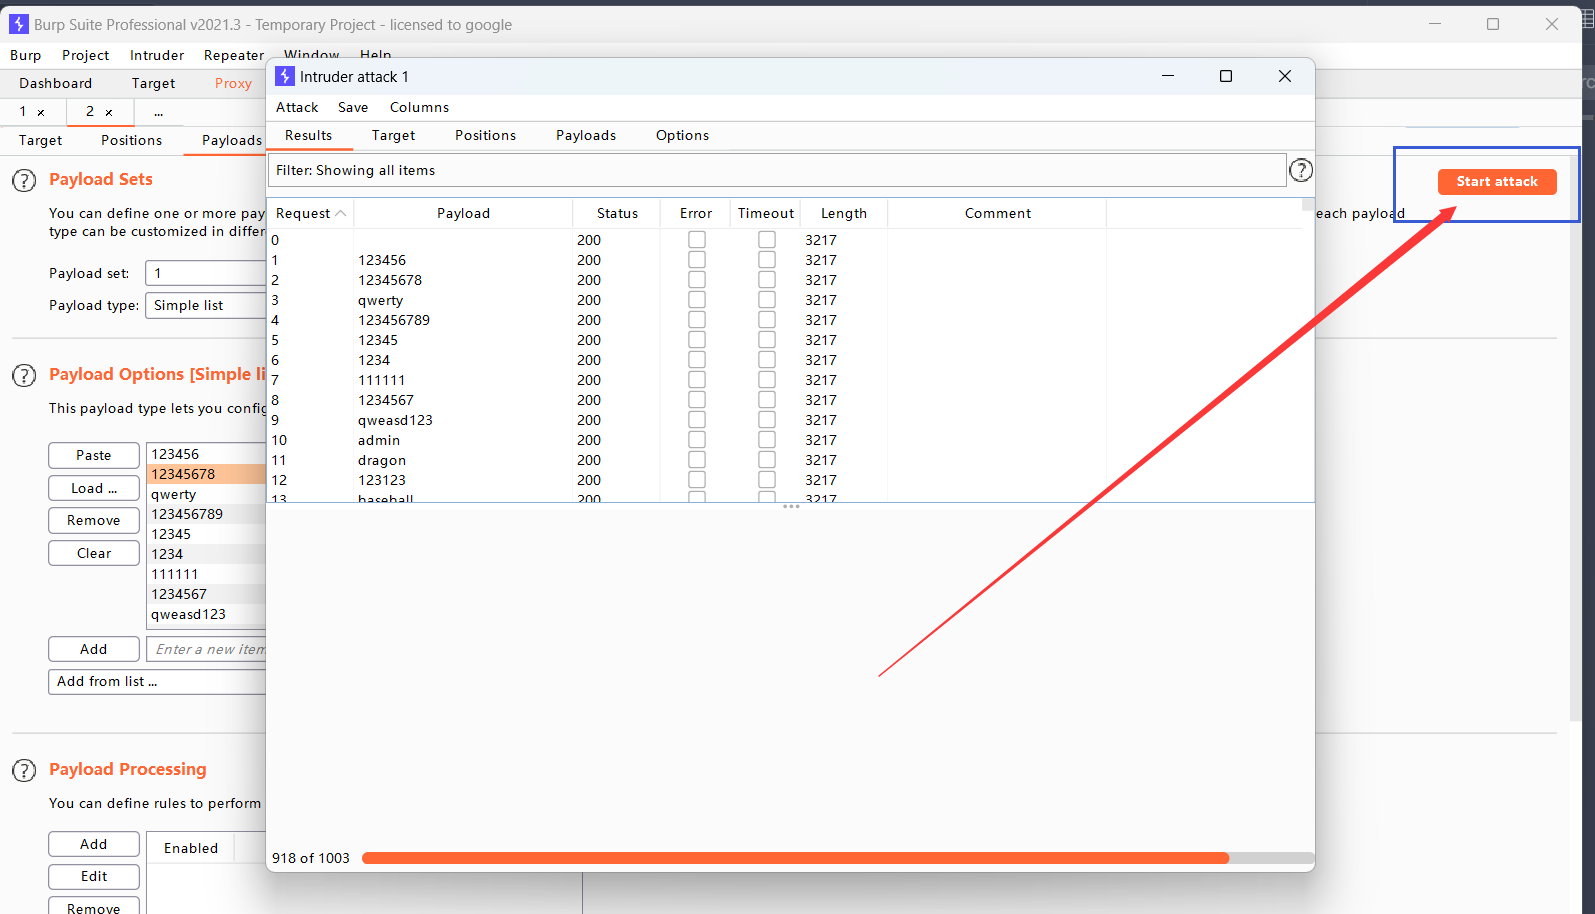 Burp Suite Professional v2021.3 - Temporary Project - licensed to google
Burp Project Intruder Repeater Window Help
Dashboard Target Proxy
1 × 2 × ...
Target Positions Payloads
Payload Sets
You can define one or more pay
type can be customized in differ
Payload set: 1
Payload type: Simple list
Payload Options [Simple li
This payload type lets you config
Paste
Load ...
Remove
Clear
123456
12345678
qwerty
123456789
12345
1234
111111
1234567
qweasd123
Add Enter a new item
Add from list ...
Payload Processing
You can define rules to perform
Add
Edit
Remove
Enabled
Intruder attack 1
Attack Save Columns
Results Target Positions Payloads Options
Filter: Showing all items
Request Payload Status Error Timeout Length Comment
0 200 3217
1 123456 200 3217
2 12345678 200 3217
3 qwerty 200 3217
4 123456789 200 3217
5 12345 200 3217
6 1234 200 3217
7 111111 200 3217
8 1234567 200 3217
9 qweasd123 200 3217
10 admin 200 3217
11 dragon 200 3217
12 123123 200 3217
13 baseball 200 3217
918 of 1003
Start attack
each payload